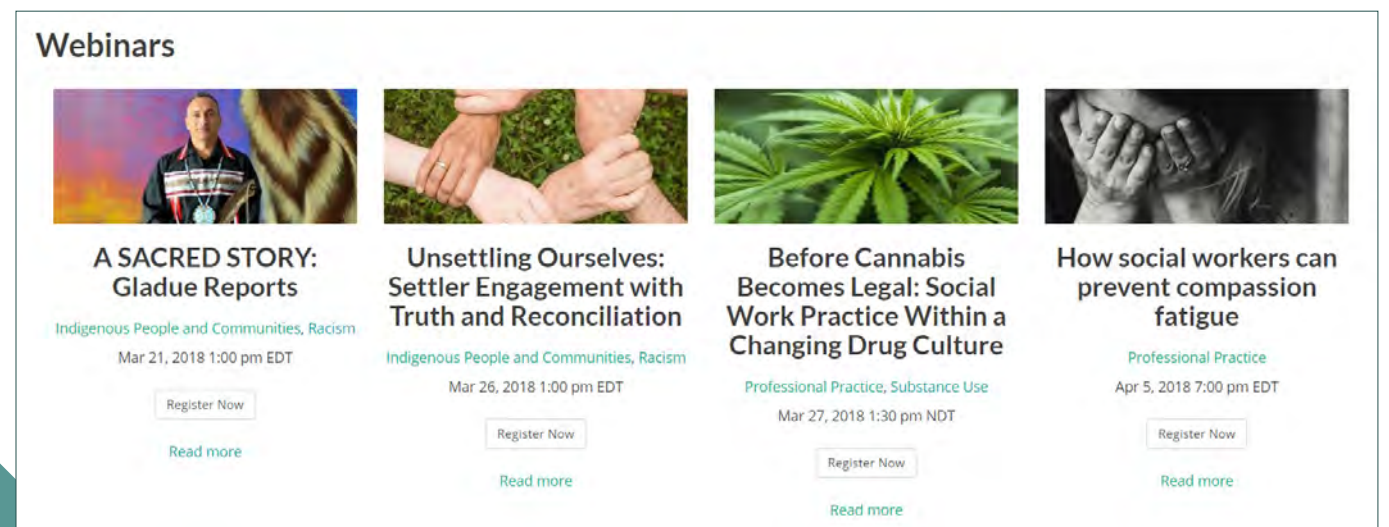 Webinars
A SACRED STORY:
Gladue Reports
Indigenous People and Communities, Racism
Mar 21, 2018 1:00 pm EDT
Register Now
Read more
Unsettling Ourselves:
Settler Engagement with
Truth and Reconciliation
Indigenous People and Communities, Racism
Mar 26, 2018 1:00 pm EDT
Register Now
Read more
Before Cannabis
Becomes Legal: Social
Work Practice Within a
Changing Drug Culture
Professional Practice, Substance Use
Mar 27, 2018 1:30 pm NDT
Register Now
Read more
How social workers can
prevent compassion
fatigue
Professional Practice
Apr 5, 2018 7:00 pm EDT
Register Now
Read more